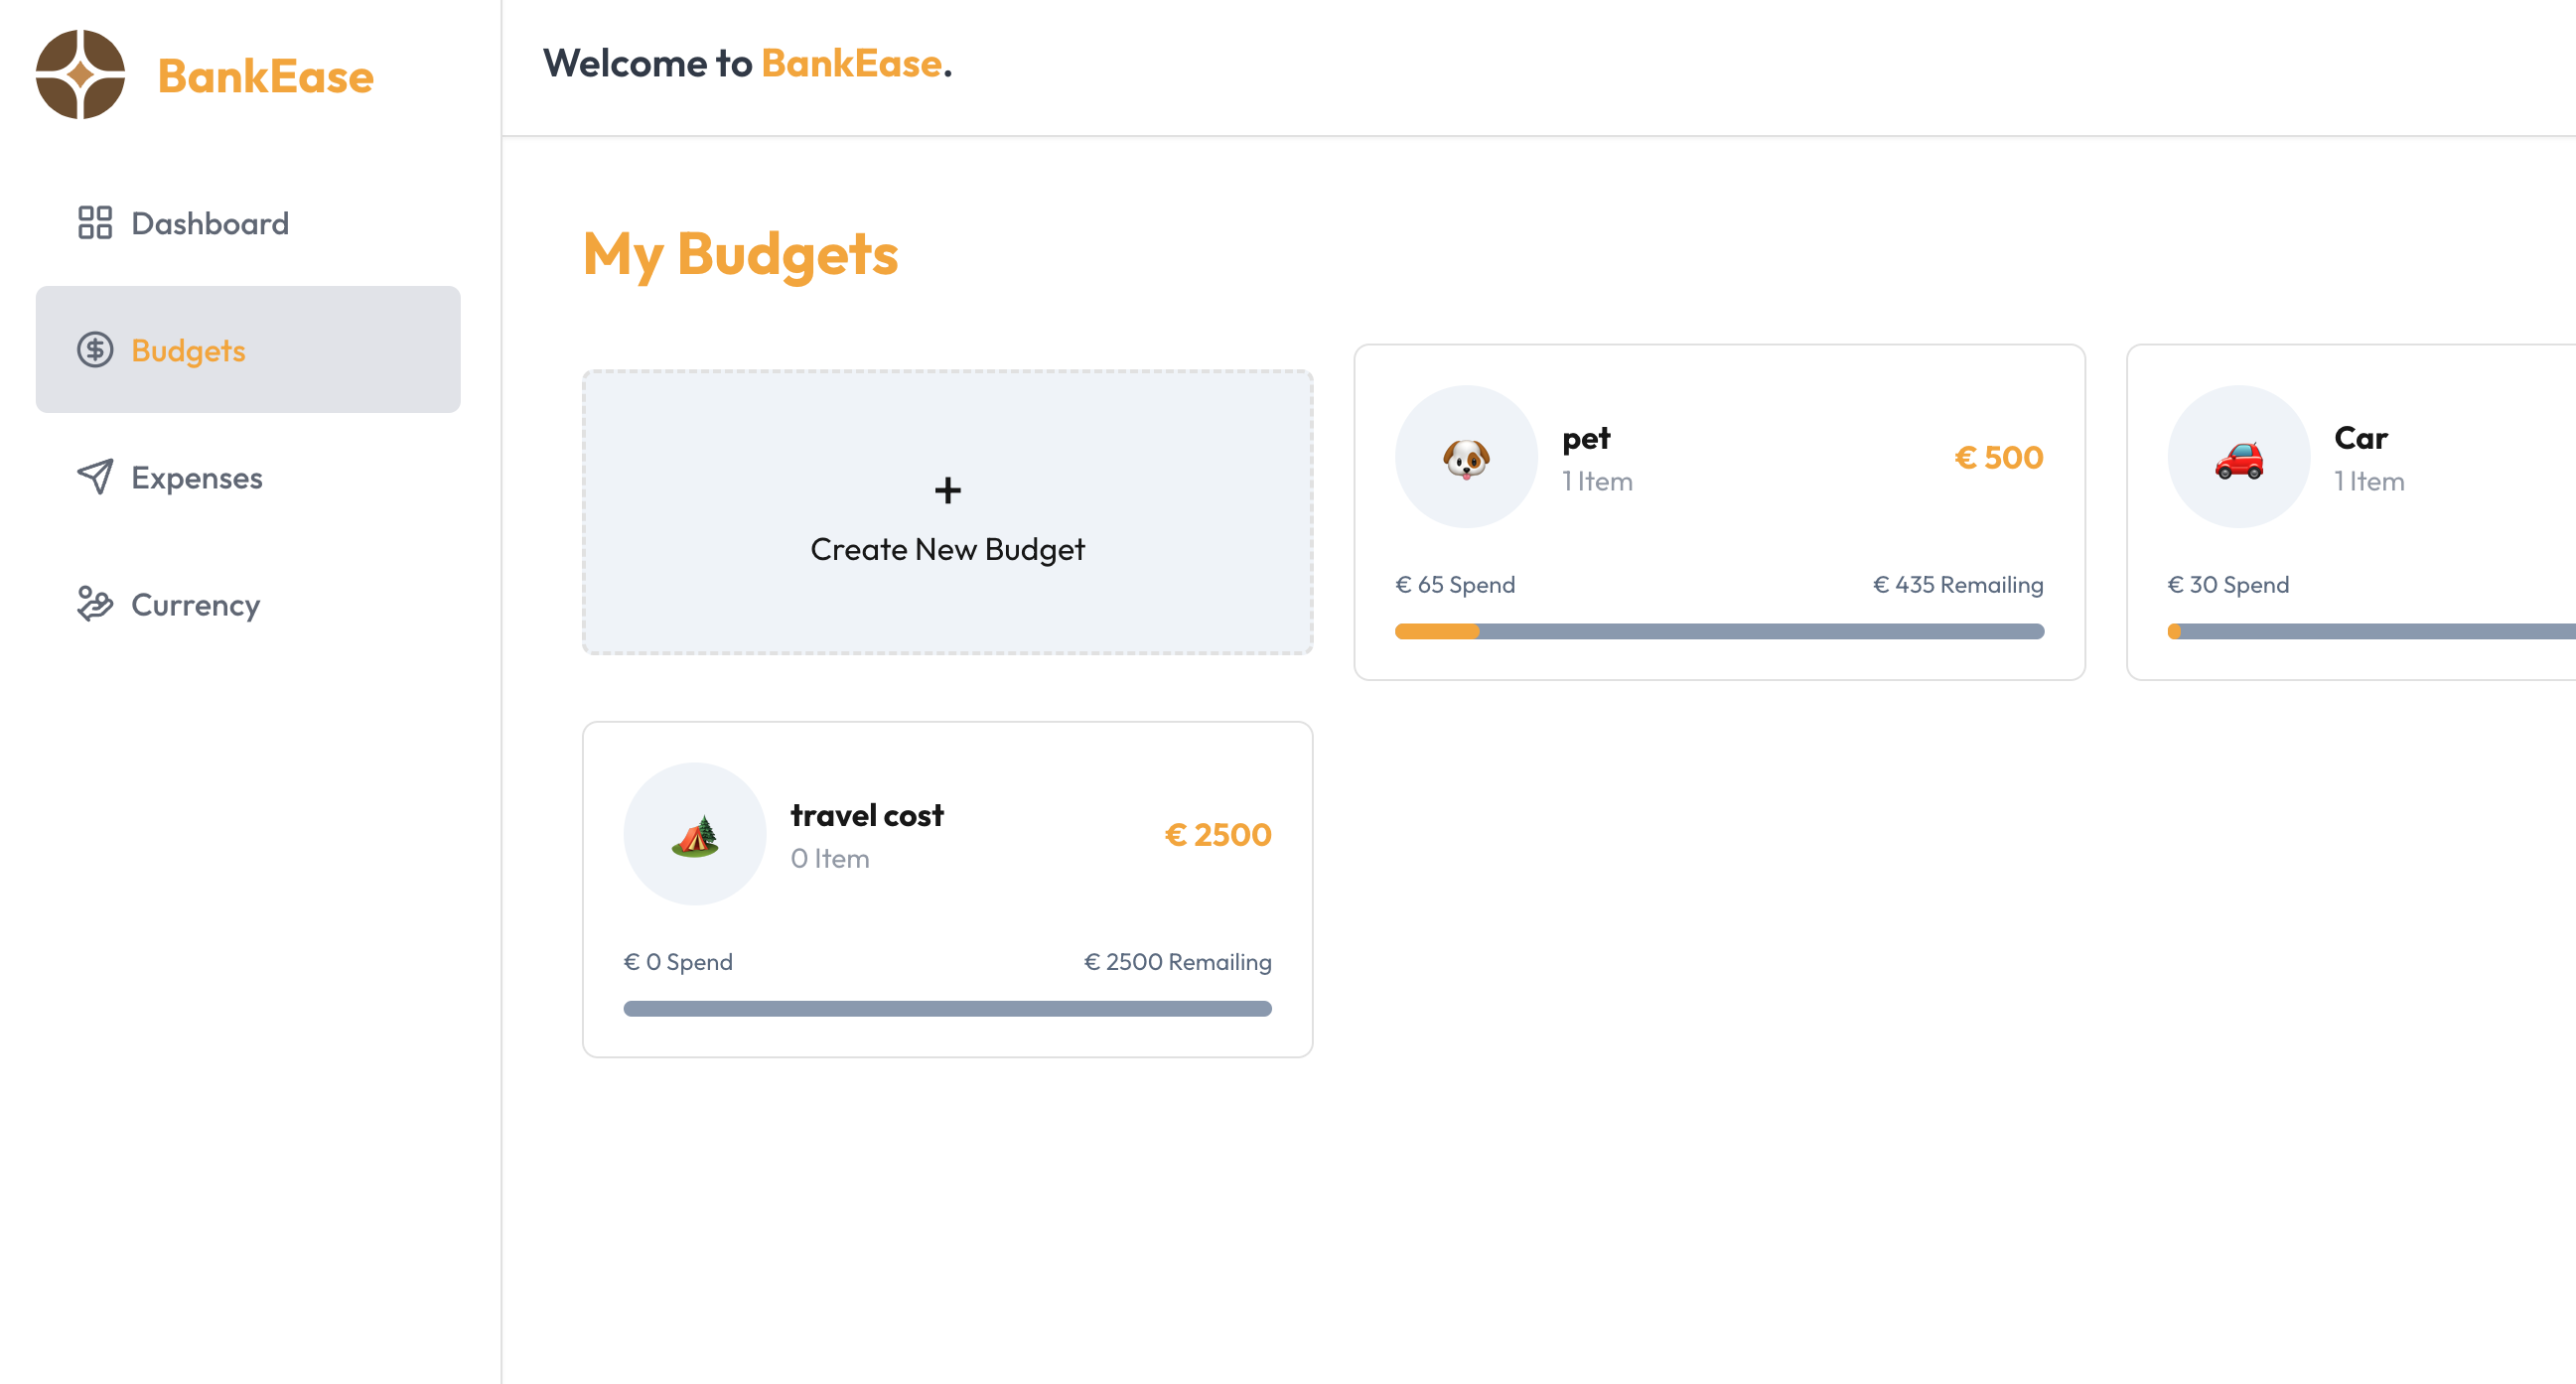 BankEase
Dashboard
Budgets
Expenses
Currency
Welcome to BankEase.
My Budgets
+
Create New Budget
pet
1 Item
€ 500
€ 65 Spend
€ 435 Remailing
Car
1 Item
€ 30 Spend
travel cost
0 Item
€ 2500
€ 0 Spend
€ 2500 Remailing